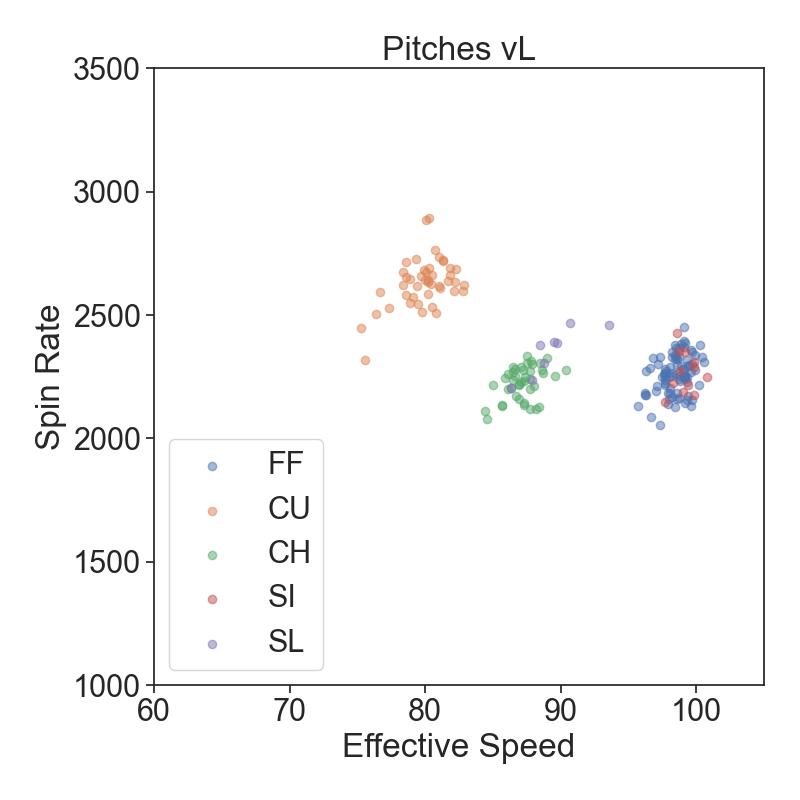 Pitches vL
3500
3000
2500
2000
1500
1000
Spin Rate
FF
CU
CH
SI
SL
60 70 80 90 100
Effective Speed